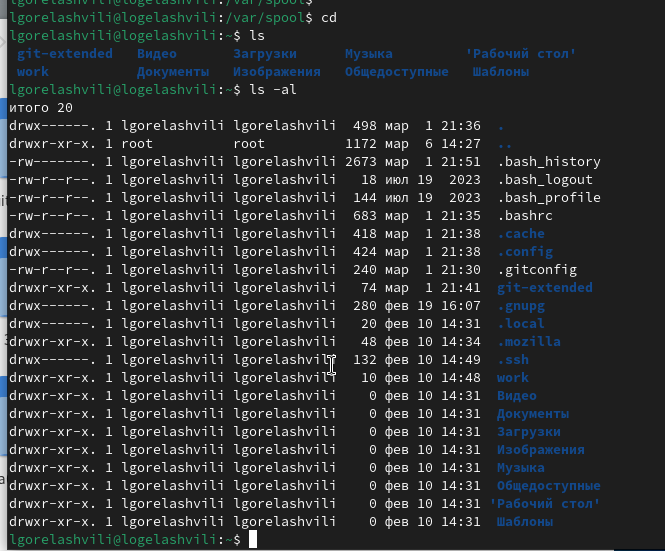 lgorelashvili@logelashvili:/var/spool$
lgorelashvili@logelashvili:/var/spool$ cd
lgorelashvili@logelashvili:~$ ls
git-extended Видео Загрузки Музыка 'Рабочий стол'
work Документы Изображения Общедоступные Шаблоны
lgorelashvili@logelashvili:~$ ls -al
итого 20
drwx------. 1 lgorelashvili lgorelashvili 498 мар 1 21:36 .
drwxr-xr-x. 1 root root 1172 мар 6 14:27 ..
-rw-------. 1 lgorelashvili lgorelashvili 2673 мар 1 21:51 .bash_history
-rw-r--r--. 1 lgorelashvili lgorelashvili 18 июл 19 2023 .bash_logout
-rw-r--r--. 1 lgorelashvili lgorelashvili 144 июл 19 2023 .bash_profile
-rw-r--r--. 1 lgorelashvili lgorelashvili 683 мар 1 21:35 .bashrc
drwx------. 1 lgorelashvili lgorelashvili 418 мар 1 21:38 .cache
drwx------. 1 lgorelashvili lgorelashvili 424 мар 1 21:38 .config
-rw-r--r--. 1 lgorelashvili lgorelashvili 240 мар 1 21:30 .gitconfig
drwxr-xr-x. 1 lgorelashvili lgorelashvili 74 мар 1 21:41 git-extended
drwx------. 1 lgorelashvili lgorelashvili 280 фев 19 16:07 .gnupg
drwx------. 1 lgorelashvili lgorelashvili 20 фев 10 14:31 .local
drwx------. 1 lgorelashvili lgorelashvili 48 фев 10 14:34 .mozilla
drwx------. 1 lgorelashvili lgorelashvili 132 фев 10 14:49 .ssh
drwxr-xr-x. 1 lgorelashvili lgorelashvili 10 фев 10 14:48 work
drwxr-xr-x. 1 lgorelashvili lgorelashvili 0 фев 10 14:31 Видео
drwxr-xr-x. 1 lgorelashvili lgorelashvili 0 фев 10 14:31 Документы
drwxr-xr-x. 1 lgorelashvili lgorelashvili 0 фев 10 14:31 Загрузки
drwxr-xr-x. 1 lgorelashvili lgorelashvili 0 фев 10 14:31 Изображения
drwxr-xr-x. 1 lgorelashvili lgorelashvili 0 фев 10 14:31 Музыка
drwxr-xr-x. 1 lgorelashvili lgorelashvili 0 фев 10 14:31 Общедоступные
drwxr-xr-x. 1 lgorelashvili lgorelashvili 0 фев 10 14:31 'Рабочий стол'
drwxr-xr-x. 1 lgorelashvili lgorelashvili 0 фев 10 14:31 Шаблоны
lgorelashvili@logelashvili:~$